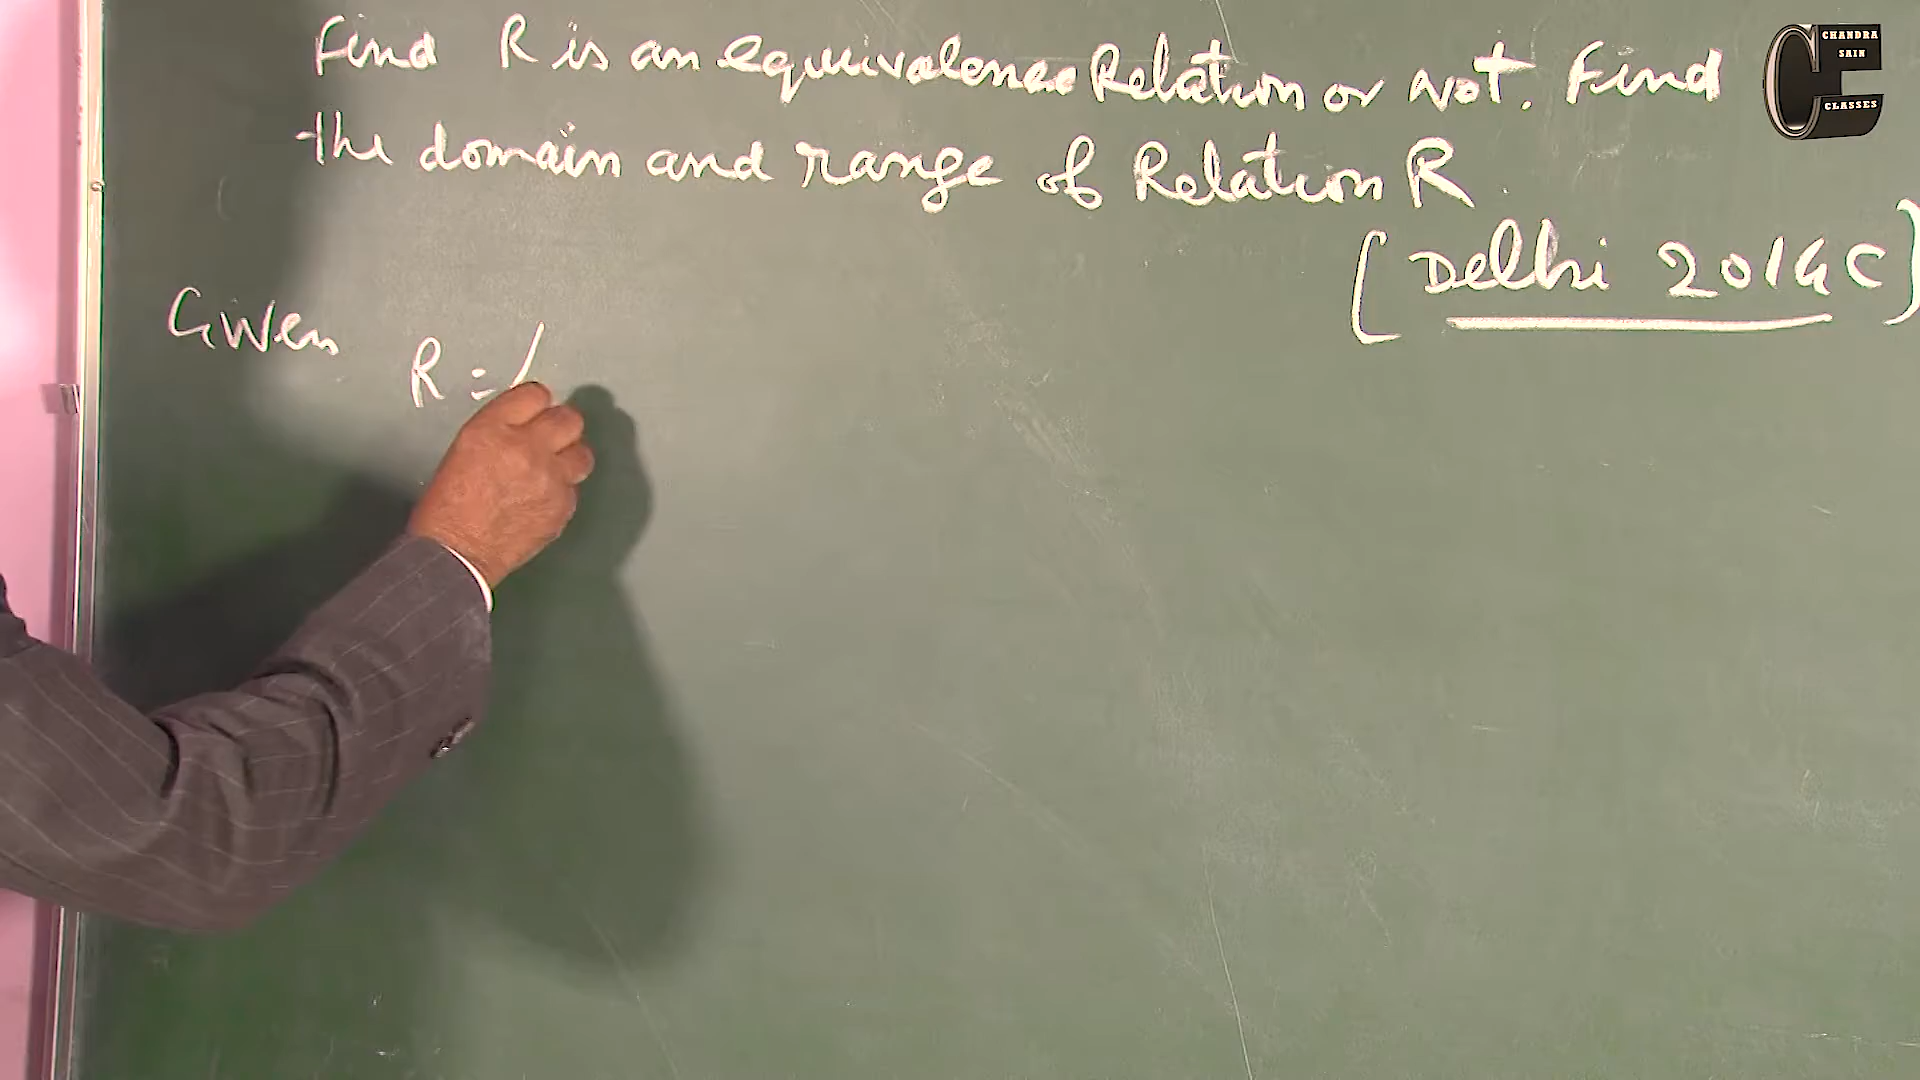 Find R is an equivalence Relation or Not. Find
the domain and range of Relation R.
[Delhi 2014C]
Given R =
CHANDRA
SAIN
CLASSES